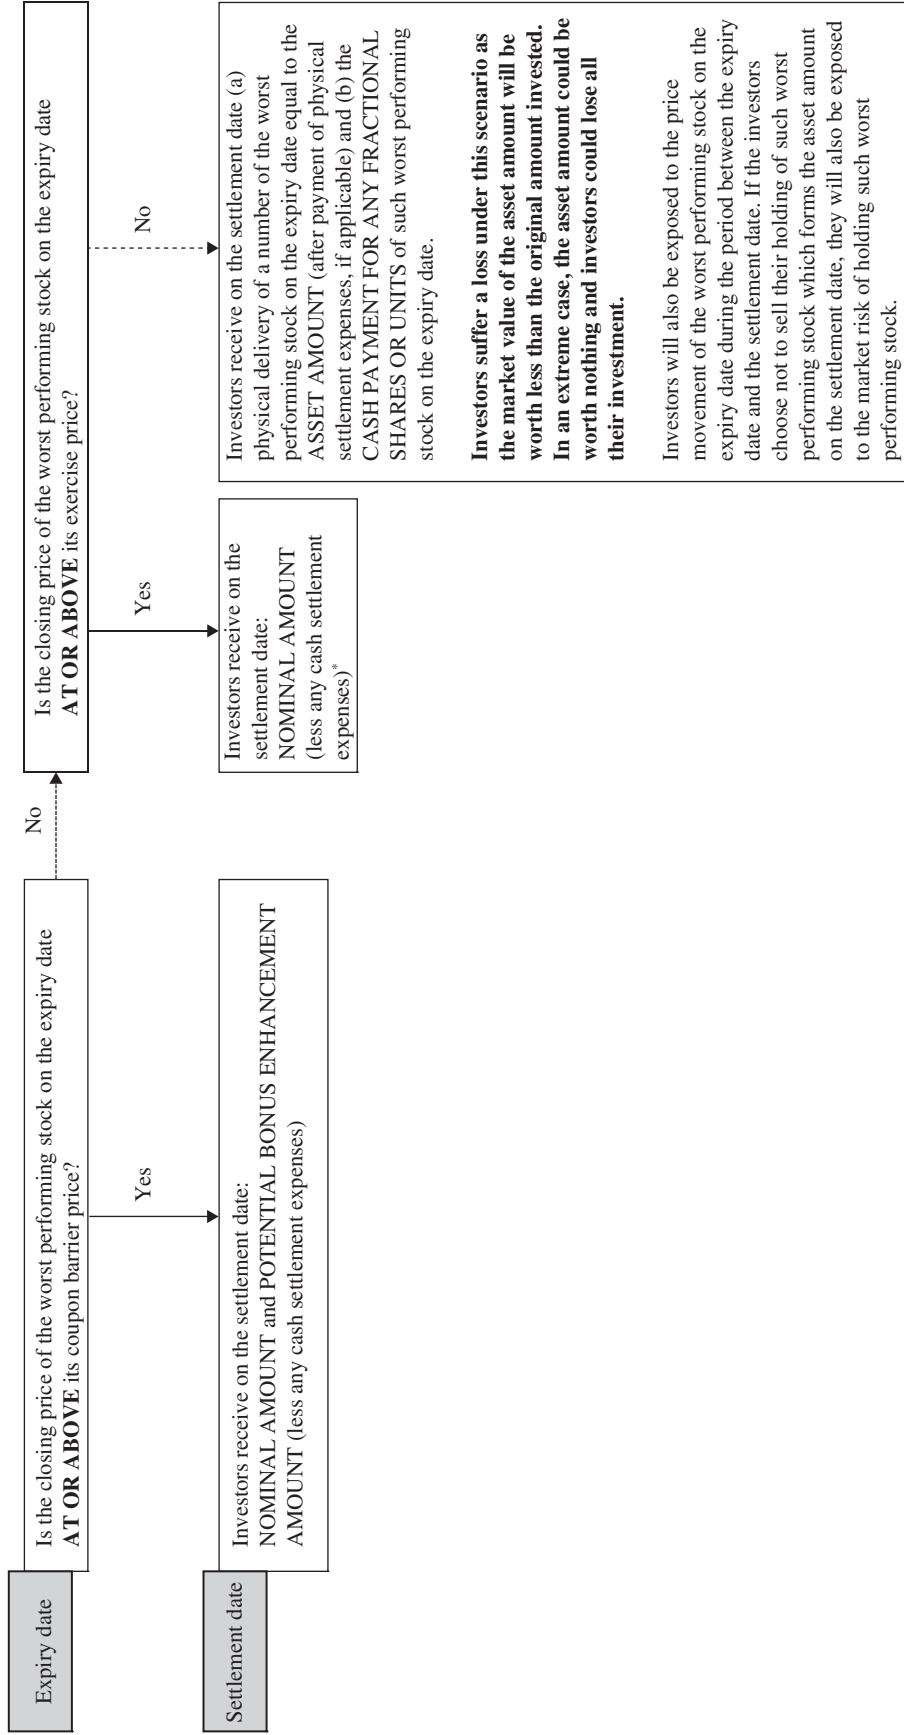 Expiry date
Is the closing price of the worst performing stock on the expiry date
AT OR ABOVE its coupon barrier price?
No
Is the closing price of the worst performing stock on the expiry date
AT OR ABOVE its exercise price?
Yes
Yes
No
Settlement date
Investors receive on the settlement date:
NOMINAL AMOUNT and POTENTIAL BONUS ENHANCEMENT
AMOUNT (less any cash settlement expenses)
Investors receive on the
settlement date:
NOMINAL AMOUNT
(less any cash settlement
expenses)*
Investors receive on the settlement date (a)
physical delivery of a number of the worst
performing stock on the expiry date equal to the
ASSET AMOUNT (after payment of physical
settlement expenses, if applicable) and (b) the
CASH PAYMENT FOR ANY FRACTIONAL
SHARES OR UNITS of such worst performing
stock on the expiry date.
Investors suffer a loss under this scenario as
the market value of the asset amount will be
worth less than the original amount invested.
In an extreme case, the asset amount could be
worth nothing and investors could lose all
their investment.
Investors will also be exposed to the price
movement of the worst performing stock on the
expiry date during the period between the expiry
date and the settlement date. If the investors
choose not to sell their holding of such worst
performing stock which forms the asset amount
on the settlement date, they will also be exposed
to the market risk of holding such worst
performing stock.